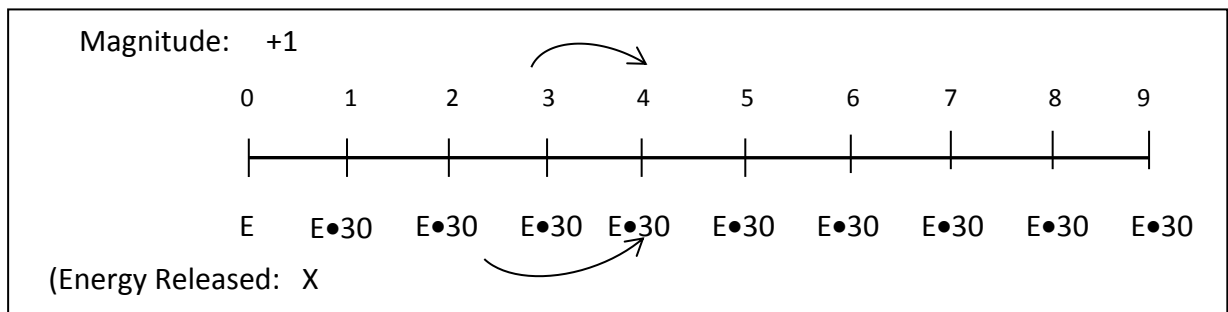 Magnitude: +1
0 1 2 3 4 5 6 7 8 9
E E●30 E●30 E●30 E●30 E●30 E●30 E●30 E●30 E●30
(Energy Released: X